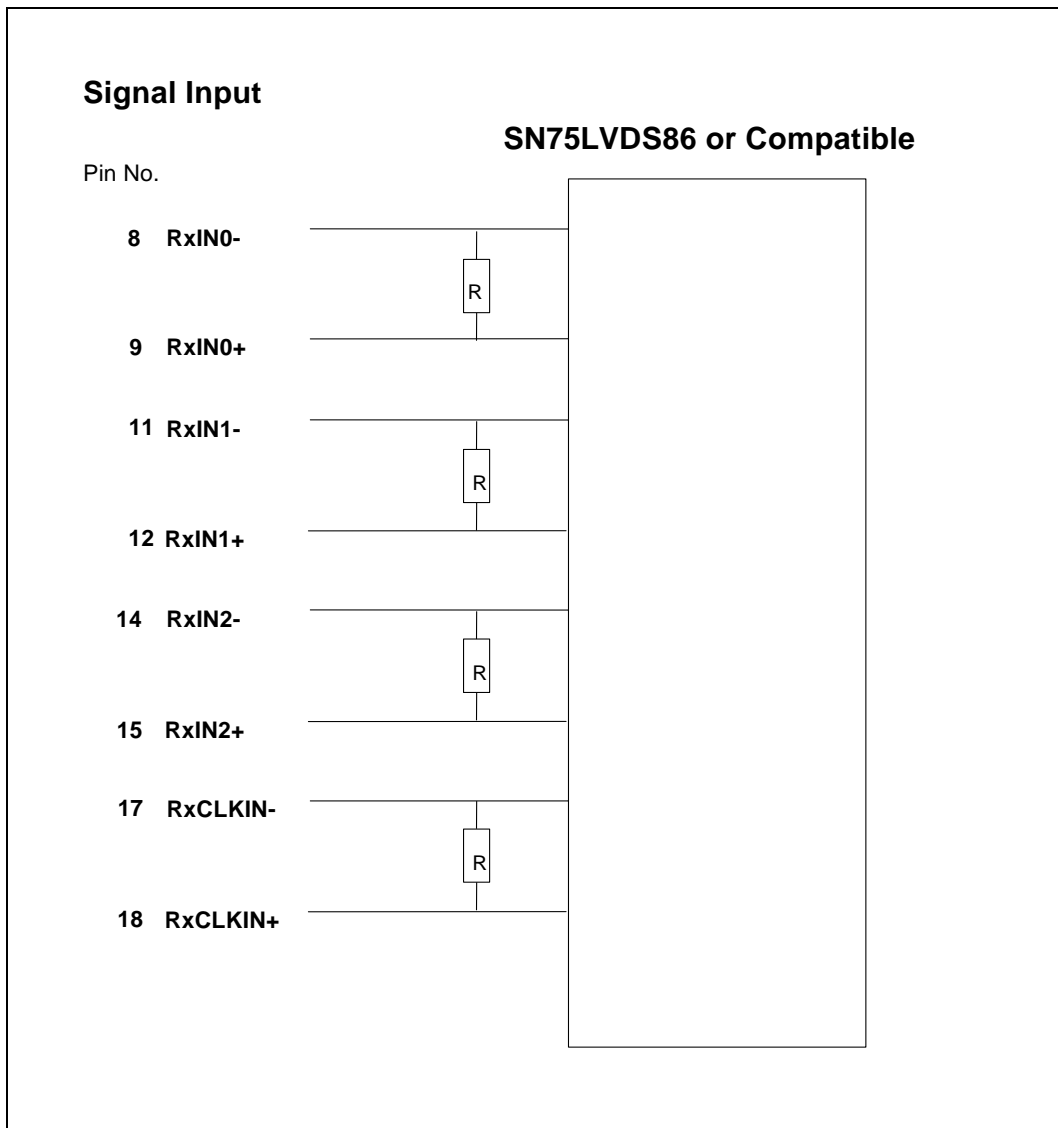 Signal Input
SN75LVDS86 or Compatible
Pin No.
8 RxIN0-
R
9 RxIN0+
11 RxIN1-
R
12 RxIN1+
14 RxIN2-
R
15 RxIN2+
17 RxCLKIN-
R
18 RxCLKIN+